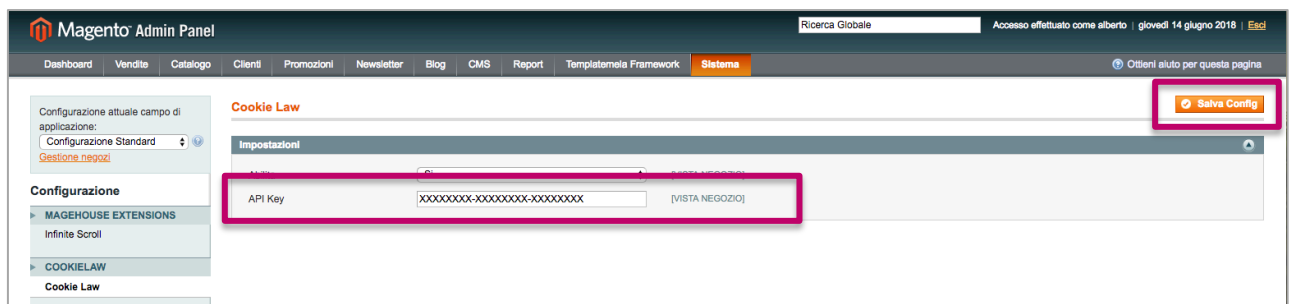 Magento Admin Panel
Ricerca Globale
Accesso effettuato come alberto | giovedì 14 giugno 2018 | Esci
Dashboard Vendite Catalogo Clienti Promozioni Newsletter Blog CMS Report Templatemela Framework Sistema
Ottieni aiuto per questa pagina
Configurazione attuale campo di
applicazione:
Configurazione Standard
Gestione negozi
Configurazione
MAGEHOUSE EXTENSIONS
Infinite Scroll
COOKIELAW
Cookie Law
Cookie Law
Salva Config
Impostazioni
[VISTA NEGOZIO]
API Key XXXXXXXX-XXXXXXXX-XXXXXXXX [VISTA NEGOZIO]